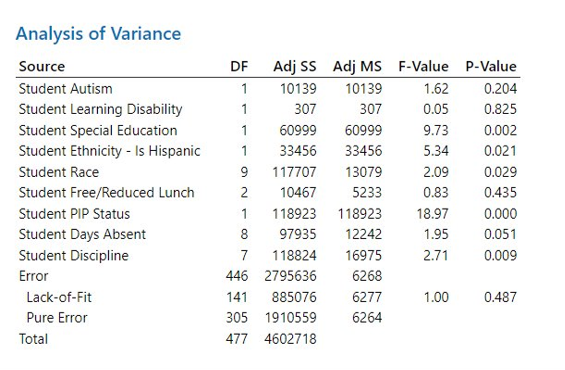 Analysis of Variance
Source DF Adj SS Adj MS F-Value P-Value
Student Autism 1 10139 10139 1.62 0.204
Student Learning Disability 1 307 307 0.05 0.825
Student Special Education 1 60999 60999 9.73 0.002
Student Ethnicity - Is Hispanic 1 33456 33456 5.34 0.021
Student Race 9 117707 13079 2.09 0.029
Student Free/Reduced Lunch 2 10467 5233 0.83 0.435
Student PIP Status 1 118923 118923 18.97 0.000
Student Days Absent 8 97935 12242 1.95 0.051
Student Discipline 7 118824 16975 2.71 0.009
Error 446 2795636 6268
Lack-of-Fit 141 885076 6277 1.00 0.487
Pure Error 305 1910559 6264
Total 477 4602718